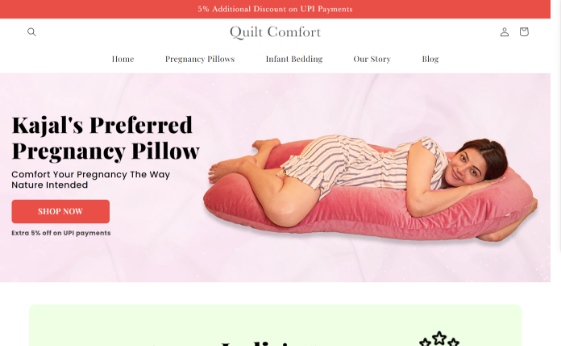 5% Additional Discount on UPI Payments
Quilt Comfort
Home Pregnancy Pillows Infant Bedding Our Story Blog
Kajal's Preferred
Pregnancy Pillow
Comfort Your Pregnancy The Way
Nature Intended
SHOP NOW
Extra 5% off on UPI payments